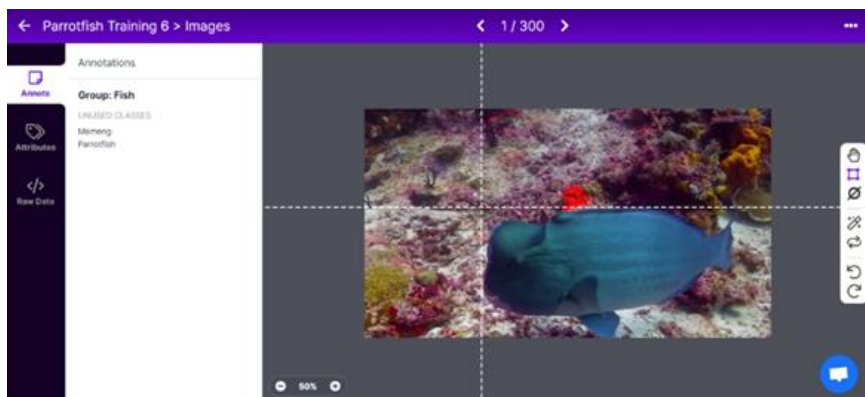 Parrotfish Training 6 > Images
1 / 300
Annots
Attributes
Raw Data
Annotations
Group: Fish
UNUSED CLASSES
Mameng
Parrotfish
50%